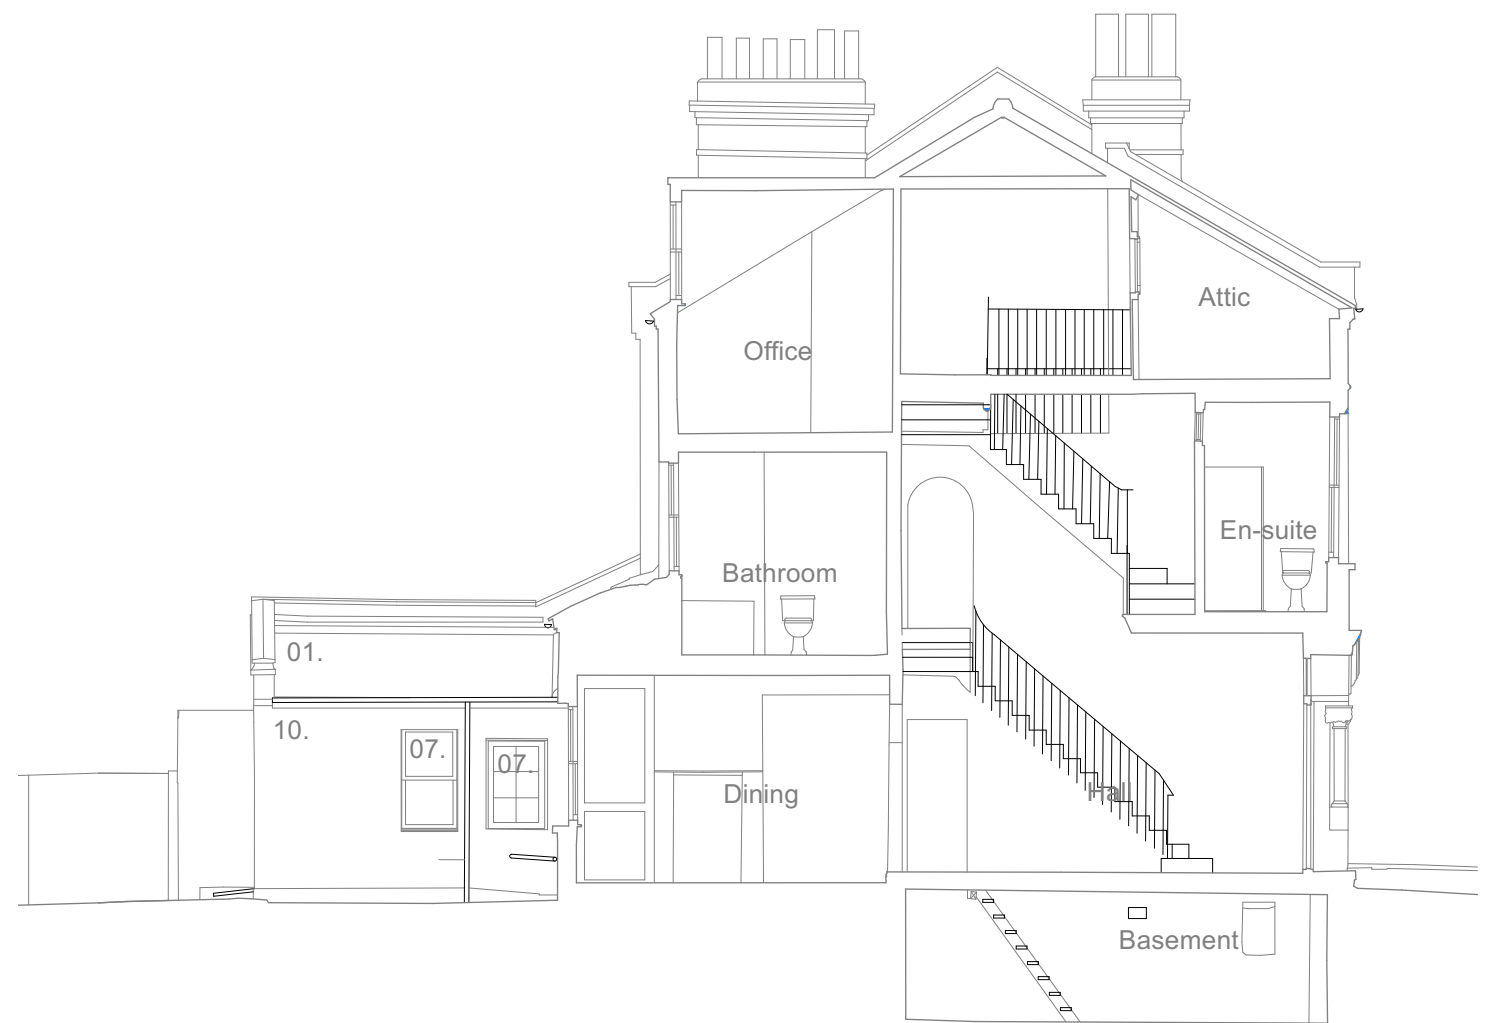 Attic
Office
En-suite
Bathroom
01.
10.
07.
07.
Dining
Hall
Basement